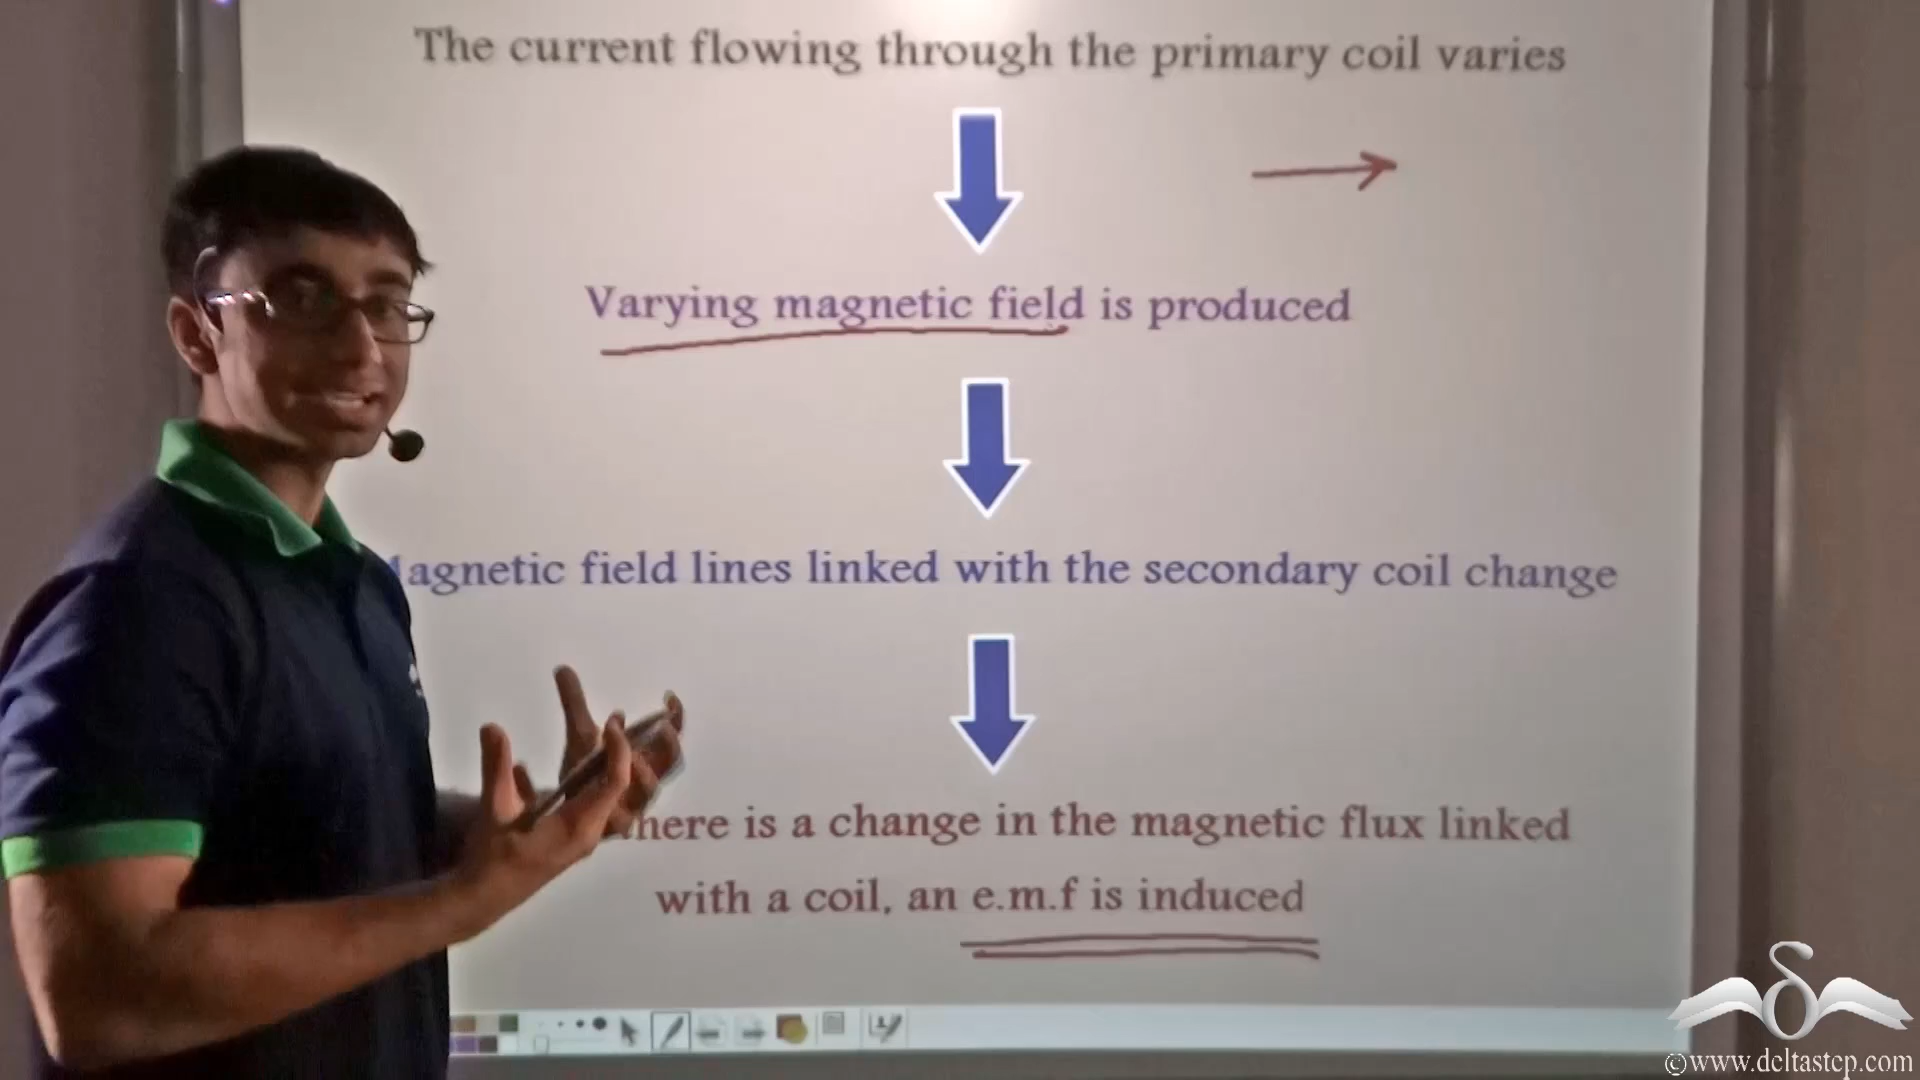 The current flowing through the primary coil varies
Varying magnetic field is produced
agnetic field lines linked with the secondary coil change
here is a change in the magnetic flux linked
with a coil, an e.m.f is induced
©www.deltastep.com